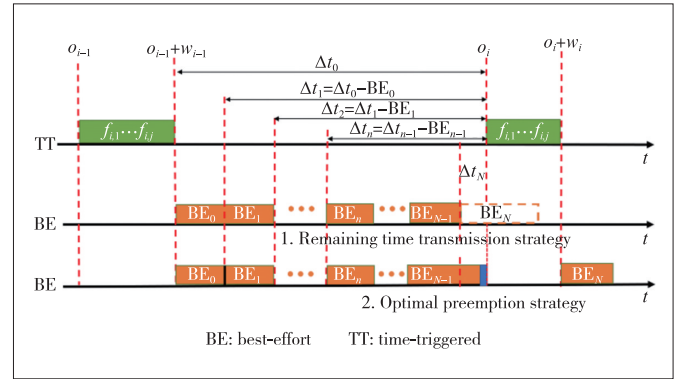 o_{i–1} o_{i–1}+w_{i–1} o_i o_i+w_i
Δt_0
Δt_1=Δt_0–BE_0
Δt_2=Δt_1–BE_1
f_{i,1}…f_{i,j} Δt_n=Δt_{n–1}–BE_{n–1} f_{i,1}…f_{i,j}
TT t
Δt_N
BE BE_0 BE_1 … BE_n … BE_{N–1} BE_N
1. Remaining time transmission strategy t
BE BE_0 BE_1 … BE_n … BE_{N–1} BE_N
2. Optimal preemption strategy t
BE: best-effort TT: time-triggered